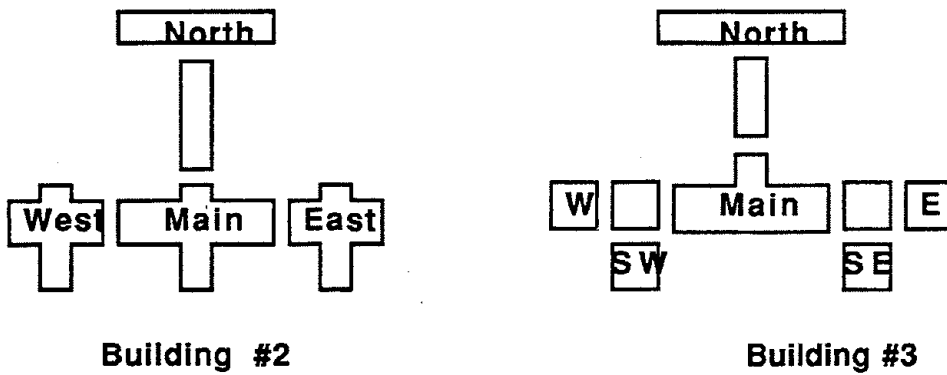 North
North
West Main East
W Main E
SW SE
Building #2
Building #3